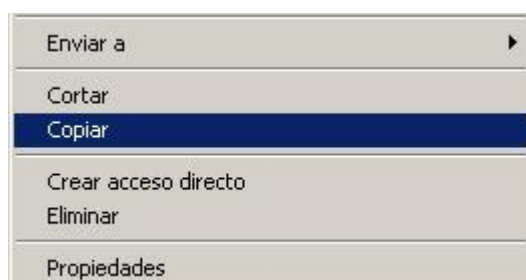 Enviar a
Cortar
Copiar
Crear acceso directo
Eliminar
Propiedades